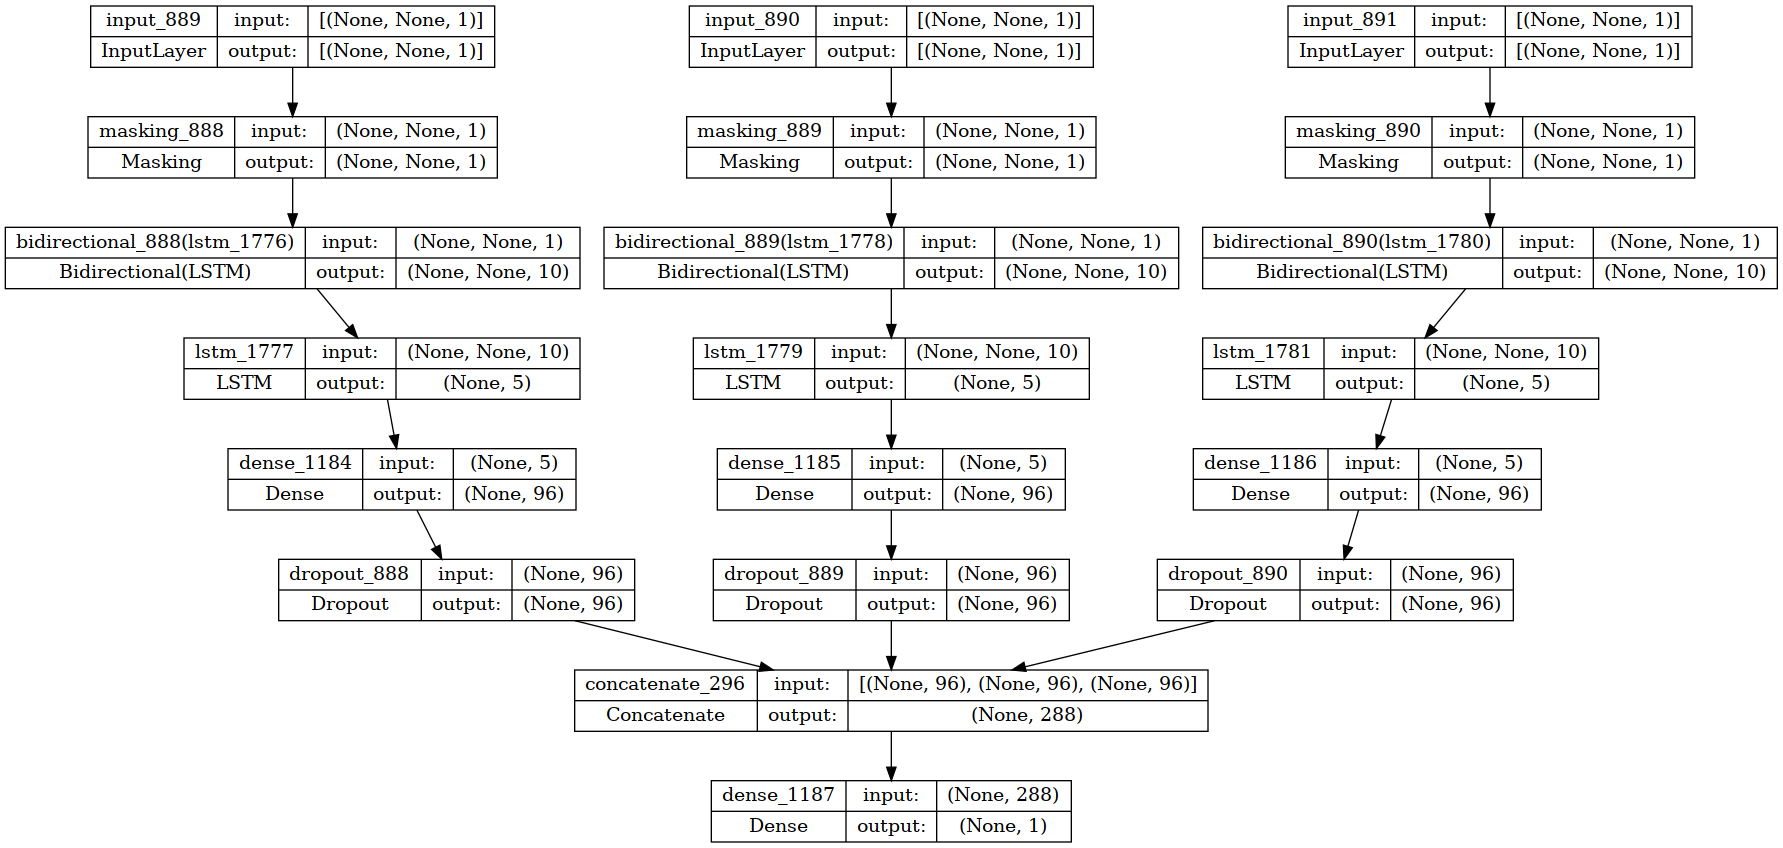 input_889 input: [(None, None, 1)]
InputLayer output: [(None, None, 1)]
input_890 input: [(None, None, 1)]
InputLayer output: [(None, None, 1)]
input_891 input: [(None, None, 1)]
InputLayer output: [(None, None, 1)]
masking_888 input: (None, None, 1)
Masking output: (None, None, 1)
masking_889 input: (None, None, 1)
Masking output: (None, None, 1)
masking_890 input: (None, None, 1)
Masking output: (None, None, 1)
bidirectional_888(lstm_1776) input: (None, None, 1)
Bidirectional(LSTM) output: (None, None, 10)
bidirectional_889(lstm_1778) input: (None, None, 1)
Bidirectional(LSTM) output: (None, None, 10)
bidirectional_890(lstm_1780) input: (None, None, 1)
Bidirectional(LSTM) output: (None, None, 10)
lstm_1777 input: (None, None, 10)
LSTM output: (None, 5)
lstm_1779 input: (None, None, 10)
LSTM output: (None, 5)
lstm_1781 input: (None, None, 10)
LSTM output: (None, 5)
dense_1184 input: (None, 5)
Dense output: (None, 96)
dense_1185 input: (None, 5)
Dense output: (None, 96)
dense_1186 input: (None, 5)
Dense output: (None, 96)
dropout_888 input: (None, 96)
Dropout output: (None, 96)
dropout_889 input: (None, 96)
Dropout output: (None, 96)
dropout_890 input: (None, 96)
Dropout output: (None, 96)
concatenate_296 input: [(None, 96), (None, 96), (None, 96)]
Concatenate output: (None, 288)
dense_1187 input: (None, 288)
Dense output: (None, 1)